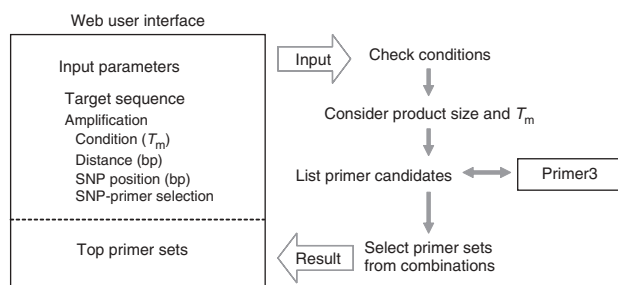 Web user interface
Input parameters
Target sequence
Amplification
Condition (Tm)
Distance (bp)
SNP position (bp)
SNP-primer selection
Top primer sets
Input
Check conditions
Consider product size and Tm
List primer candidates
Primer3
Select primer sets
from combinations
Result